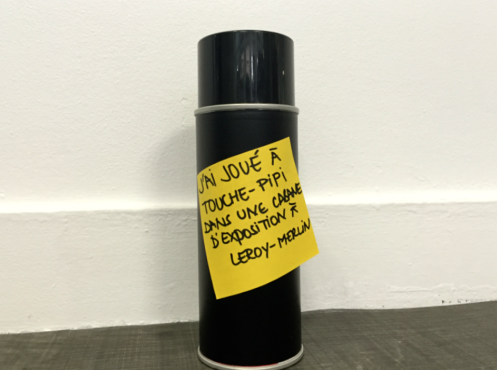 J'AI JOUÉ À
TOUCHE-PIPI
DANS UNE CABANE
D'EXPOSITION À
LEROY-MERLIN